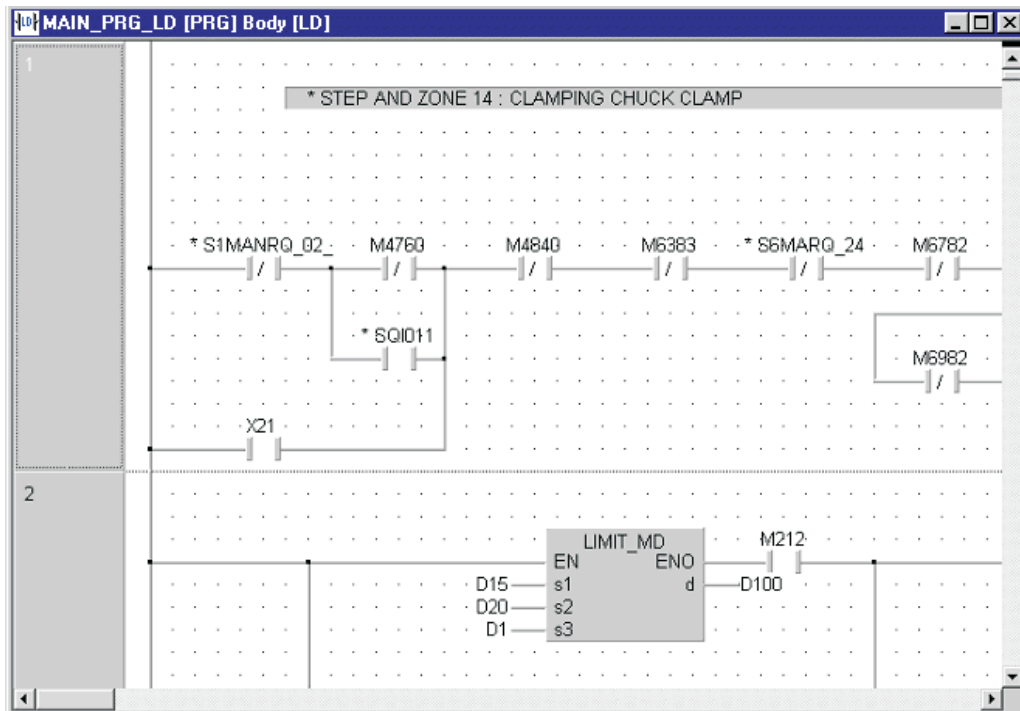 LD MAIN_PRG_LD [PRG] Body [LD]
1
* STEP AND ZONE 14 : CLAMPING CHUCK CLAMP
* S1MANRQ_02_ M4760 M4840 M6383 * S6MARQ_24 M6782
* SQI011
M6982
X21
2
LIMIT_MD M212
EN ENO
D15 s1 d D100
D20 s2
D1 s3